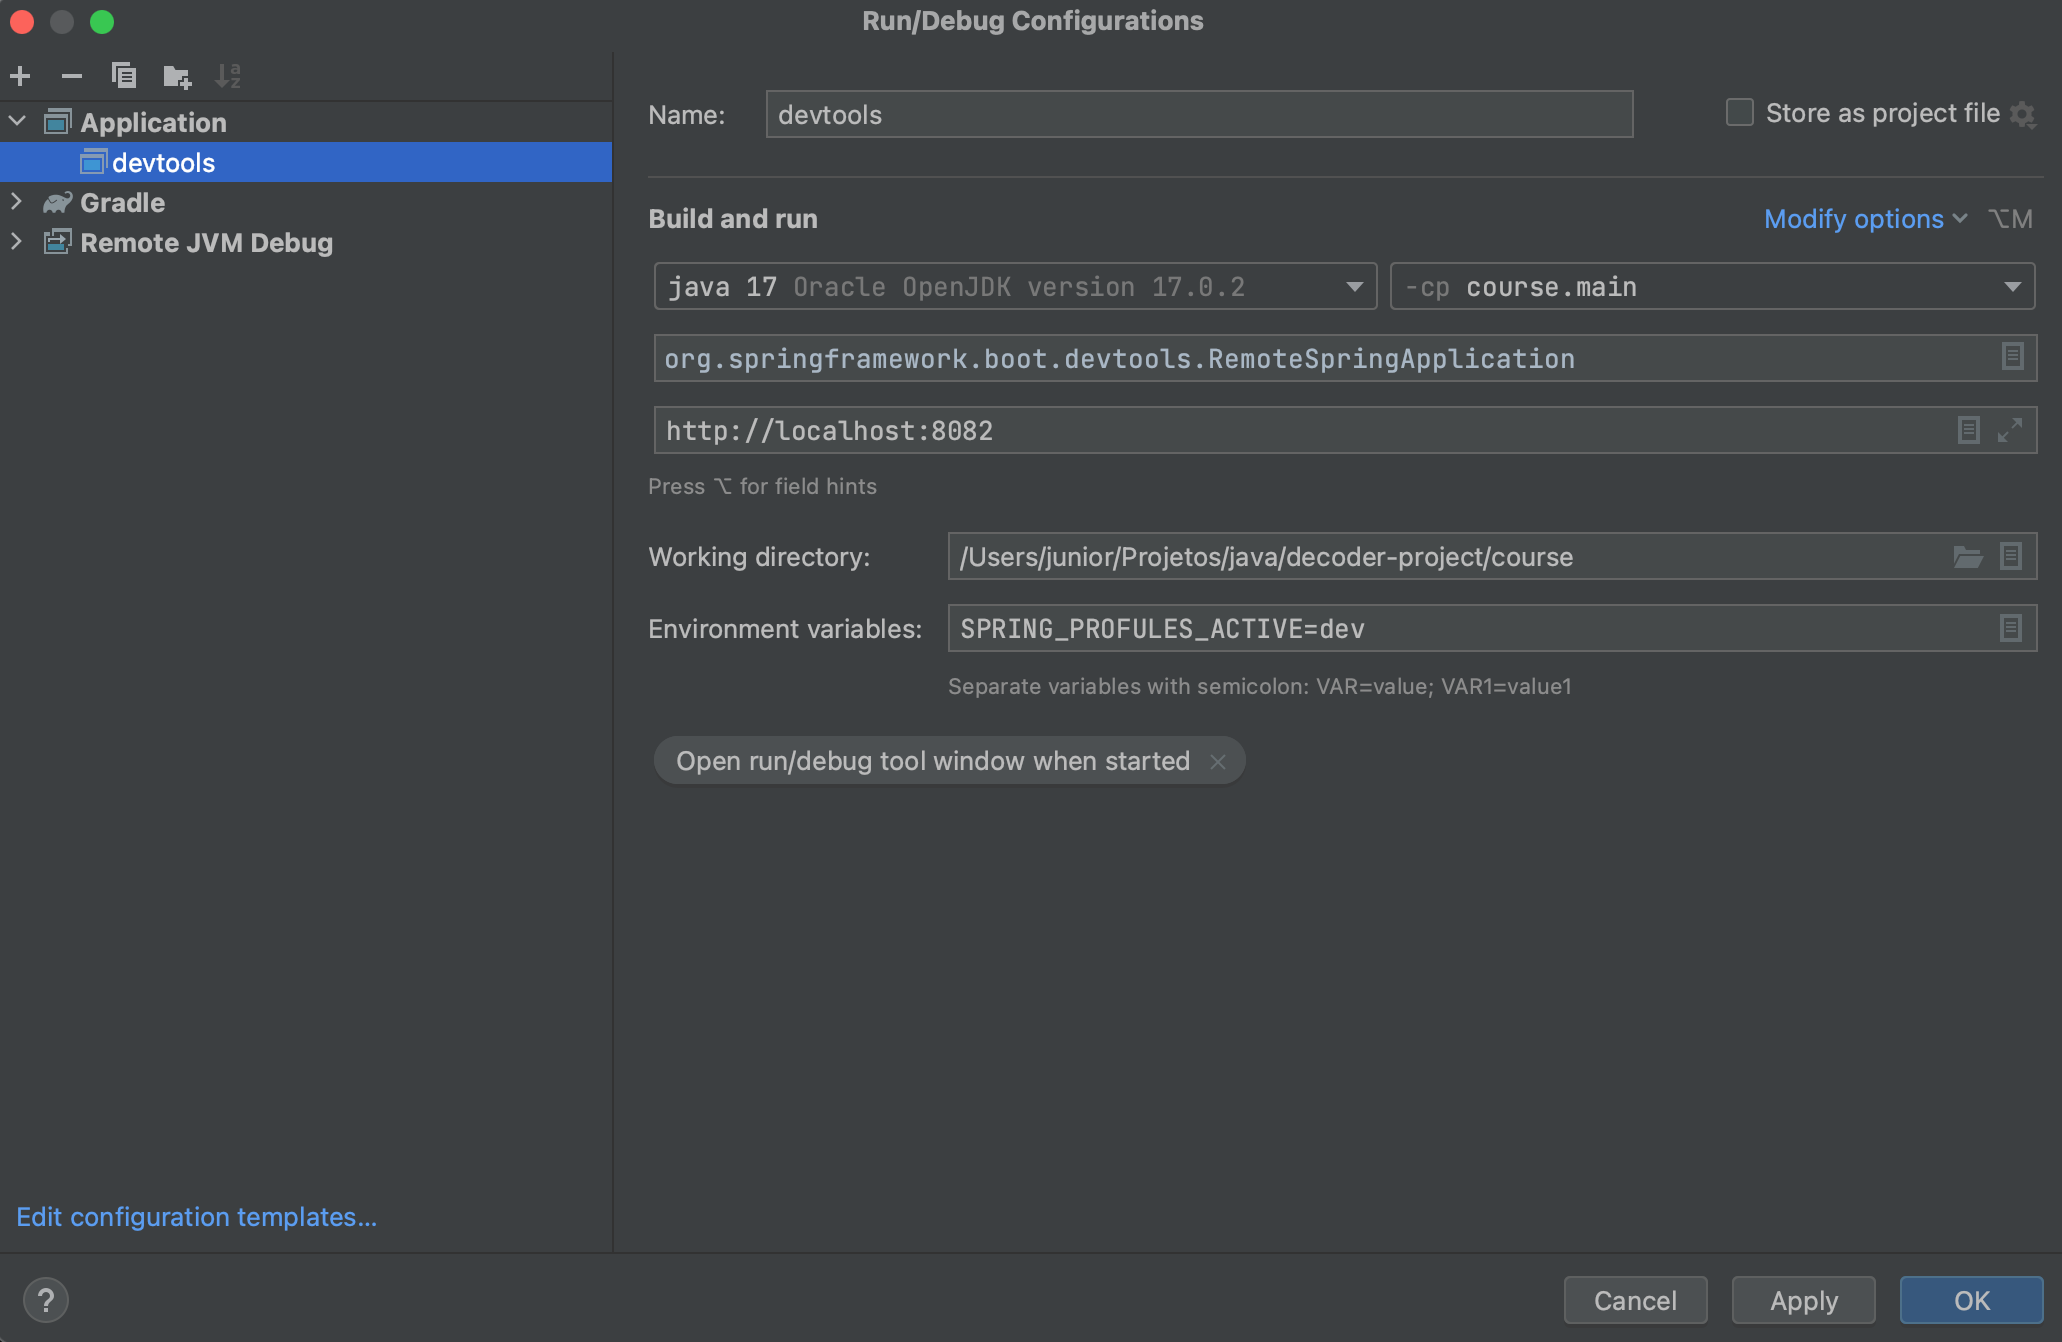 Run/Debug Configurations
Application
devtools
Gradle
Remote JVM Debug
Edit configuration templates...
Name: devtools
Store as project file
Build and run
Modify options ⌥M
java 17 Oracle OpenJDK version 17.0.2
-cp course.main
org.springframework.boot.devtools.RemoteSpringApplication
http://localhost:8082
Press ⌥ for field hints
Working directory: /Users/junior/Projetos/java/decoder-project/course
Environment variables: SPRING_PROFULES_ACTIVE=dev
Separate variables with semicolon: VAR=value; VAR1=value1
Open run/debug tool window when started ×
?
Cancel
Apply
OK